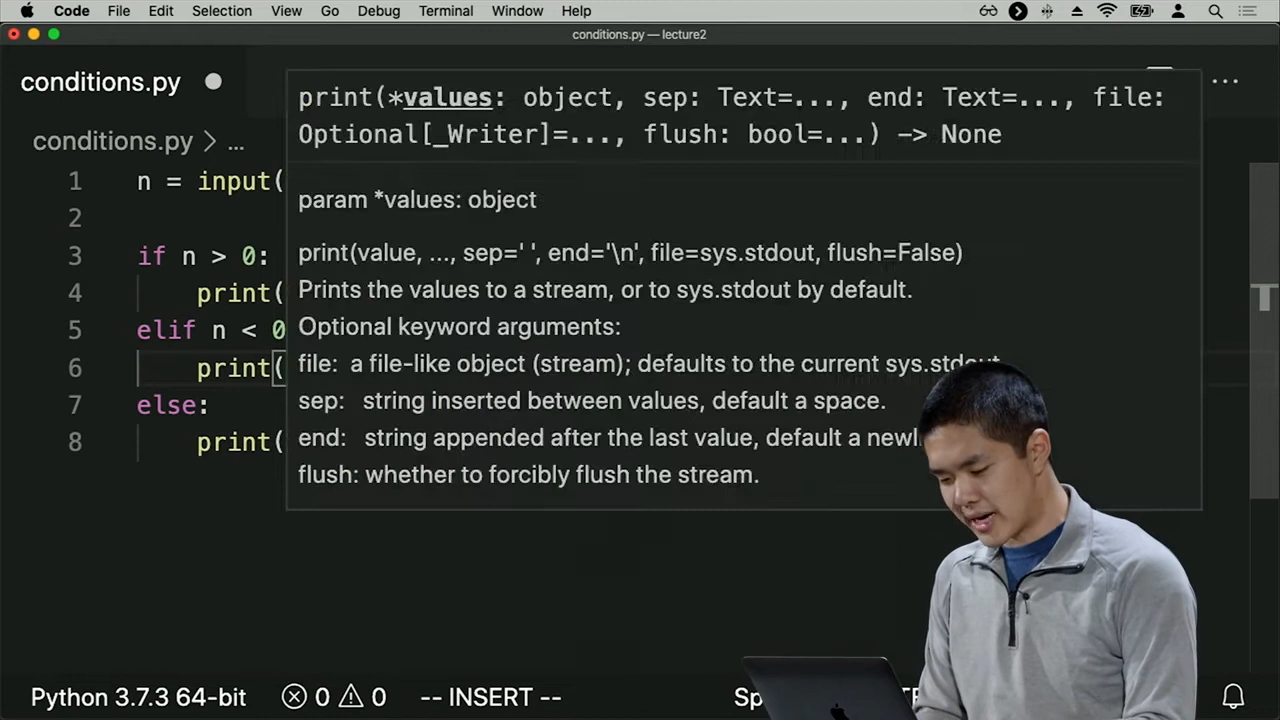 Code File Edit Selection View Go Debug Terminal Window Help
conditions.py — lecture2
conditions.py
conditions.py > ...
print(*values: object, sep: Text=..., end: Text=..., file:
Optional[_Writer]=..., flush: bool=...) -> None
param *values: object
print(value, ..., sep=' ', end='\n', file=sys.stdout, flush=False)
Prints the values to a stream, or to sys.stdout by default.
Optional keyword arguments:
file: a file-like object (stream); defaults to the current sys.stdout.
sep: string inserted between values, default a space.
end: string appended after the last value, default a
flush: whether to forcibly flush the stream.
1 n = input(
2
3 if n > 0:
4 print(
5 elif n < 0
6 print(
7 else:
8 print(
Python 3.7.3 64-bit 0 0 -- INSERT --